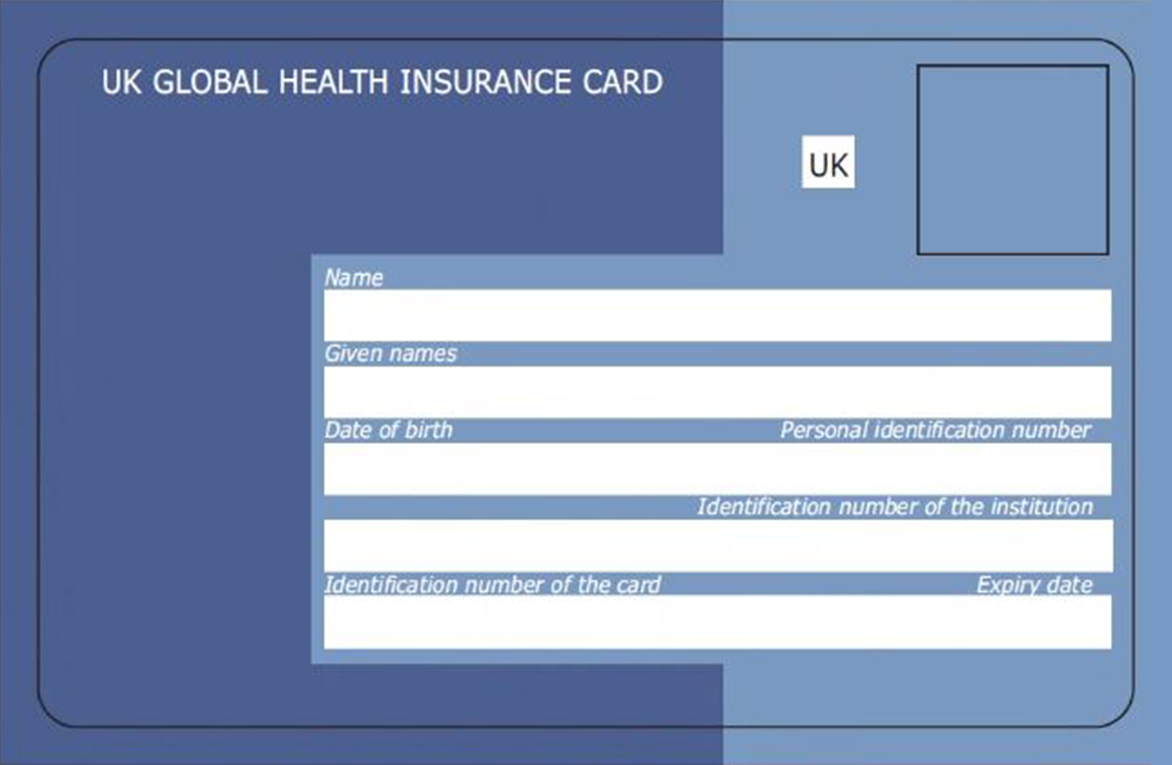 UK GLOBAL HEALTH INSURANCE CARD
UK
Name
Given names
Date of birth Personal identification number
Identification number of the institution
Identification number of the card Expiry date